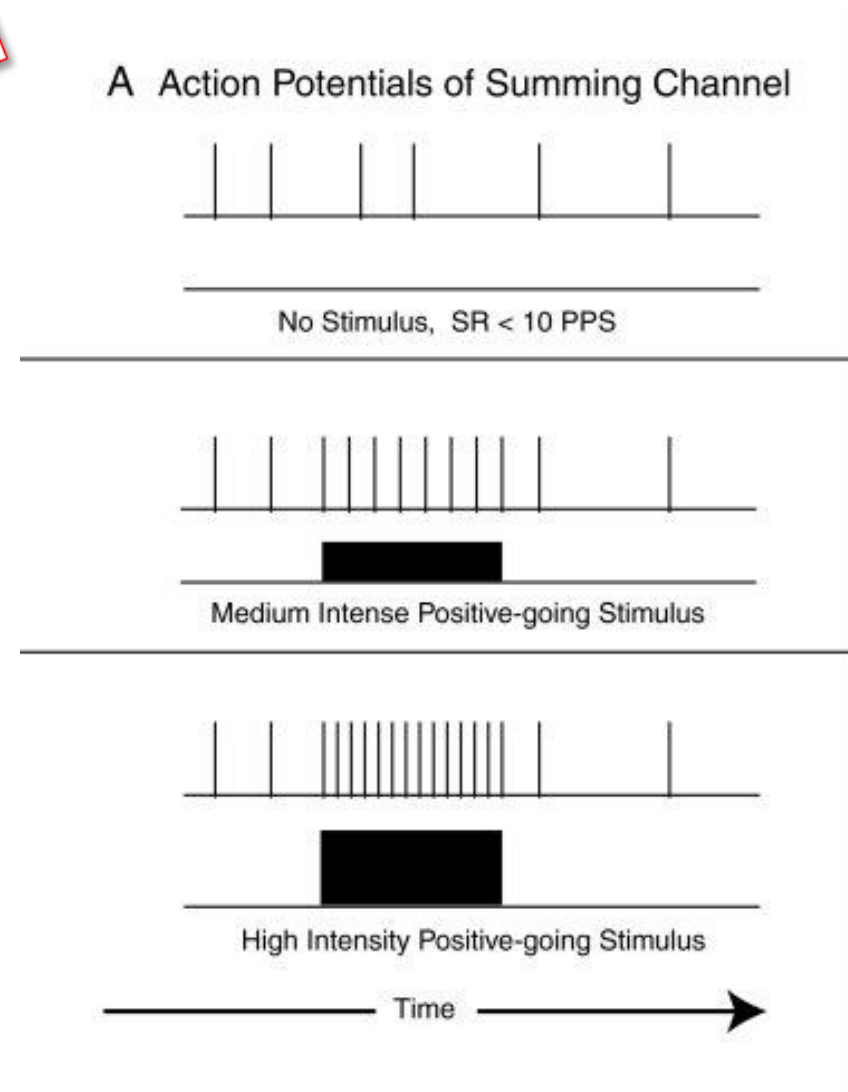 A Action Potentials of Summing Channel
No Stimulus, SR < 10 PPS
Medium Intense Positive-going Stimulus
High Intensity Positive-going Stimulus
Time